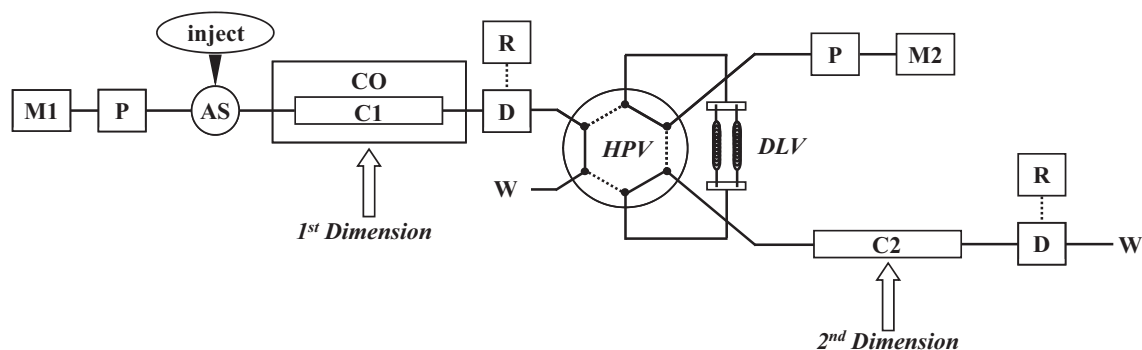 inject
R
P
M2
CO
M1
P
AS
C1
D
HPV
DLV
W
R
1st Dimension
C2
D
W
2nd Dimension